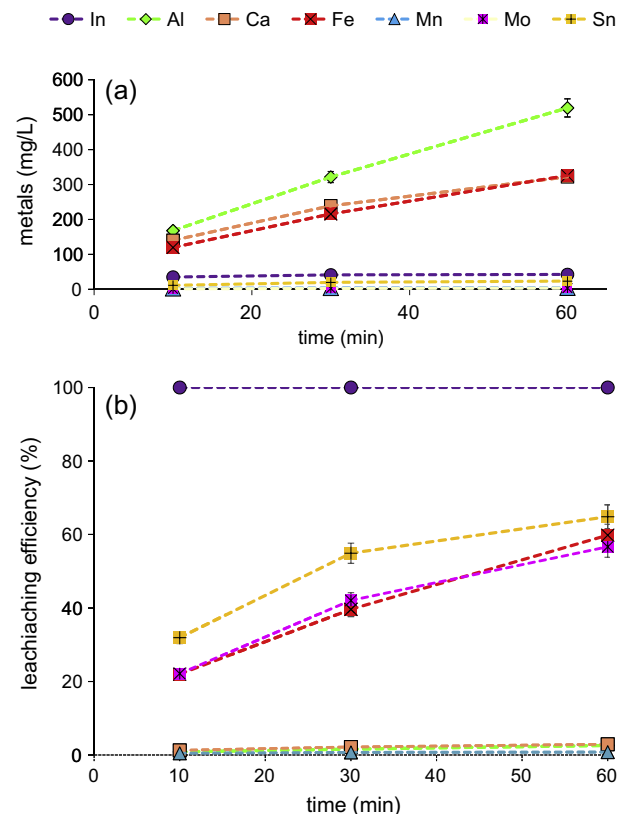 In Al Ca Fe Mn Mo Sn
(a)
metals (mg/L)
600
500
400
300
200
100
0
0 20 40 60
time (min)
(b)
leachiaching efficiency (%)
100
80
60
40
20
0
0 10 20 30 40 50 60
time (min)